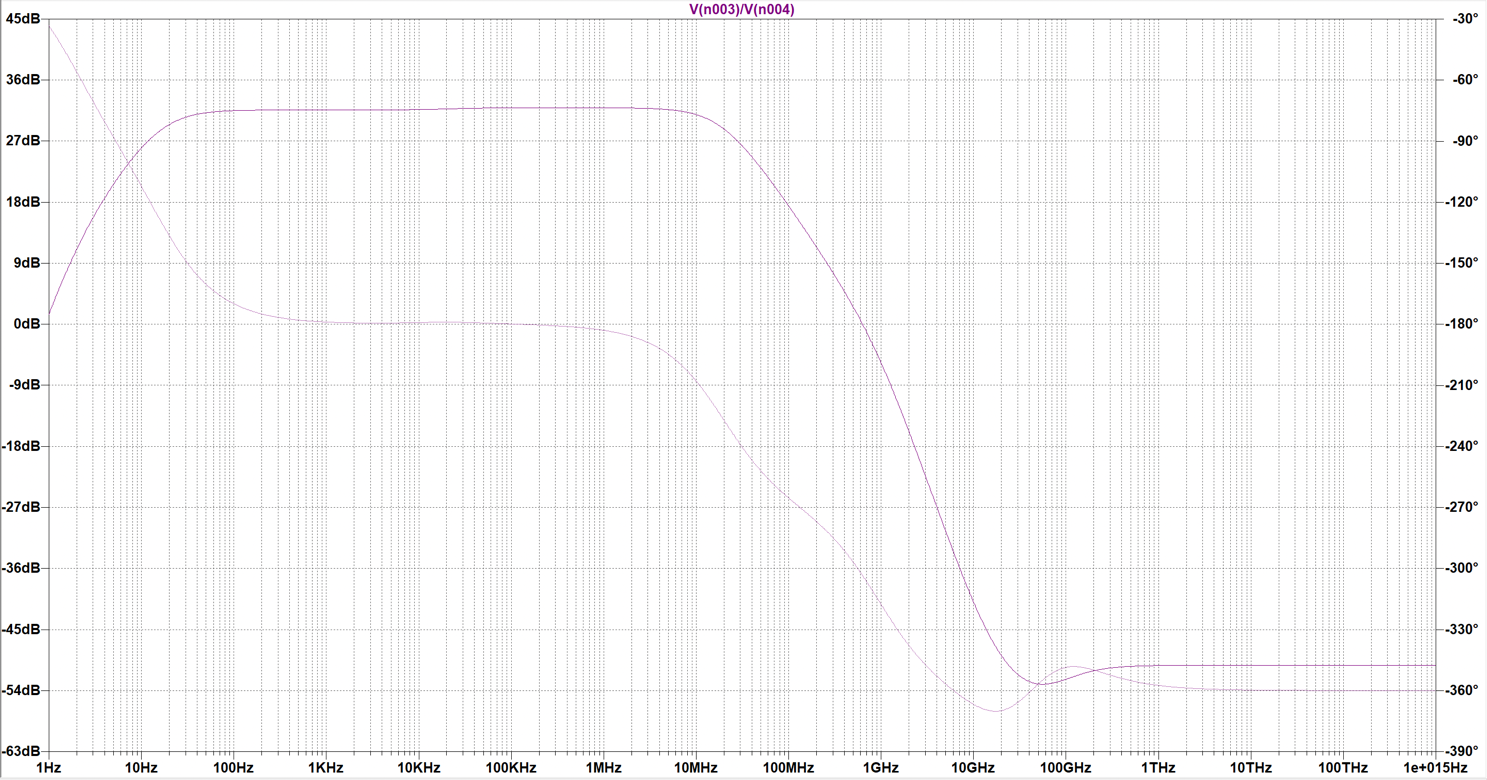 V(n003)/V(n004)
45dB -30°
36dB -60°
27dB -90°
18dB -120°
9dB -150°
0dB -180°
-9dB -210°
-18dB -240°
-27dB -270°
-36dB -300°
-45dB -330°
-54dB -360°
-63dB -390°
1Hz 10Hz 100Hz 1KHz 10KHz 100KHz 1MHz 10MHz 100MHz 1GHz 10GHz 100GHz 1THz 10THz 100THz 1e+015Hz